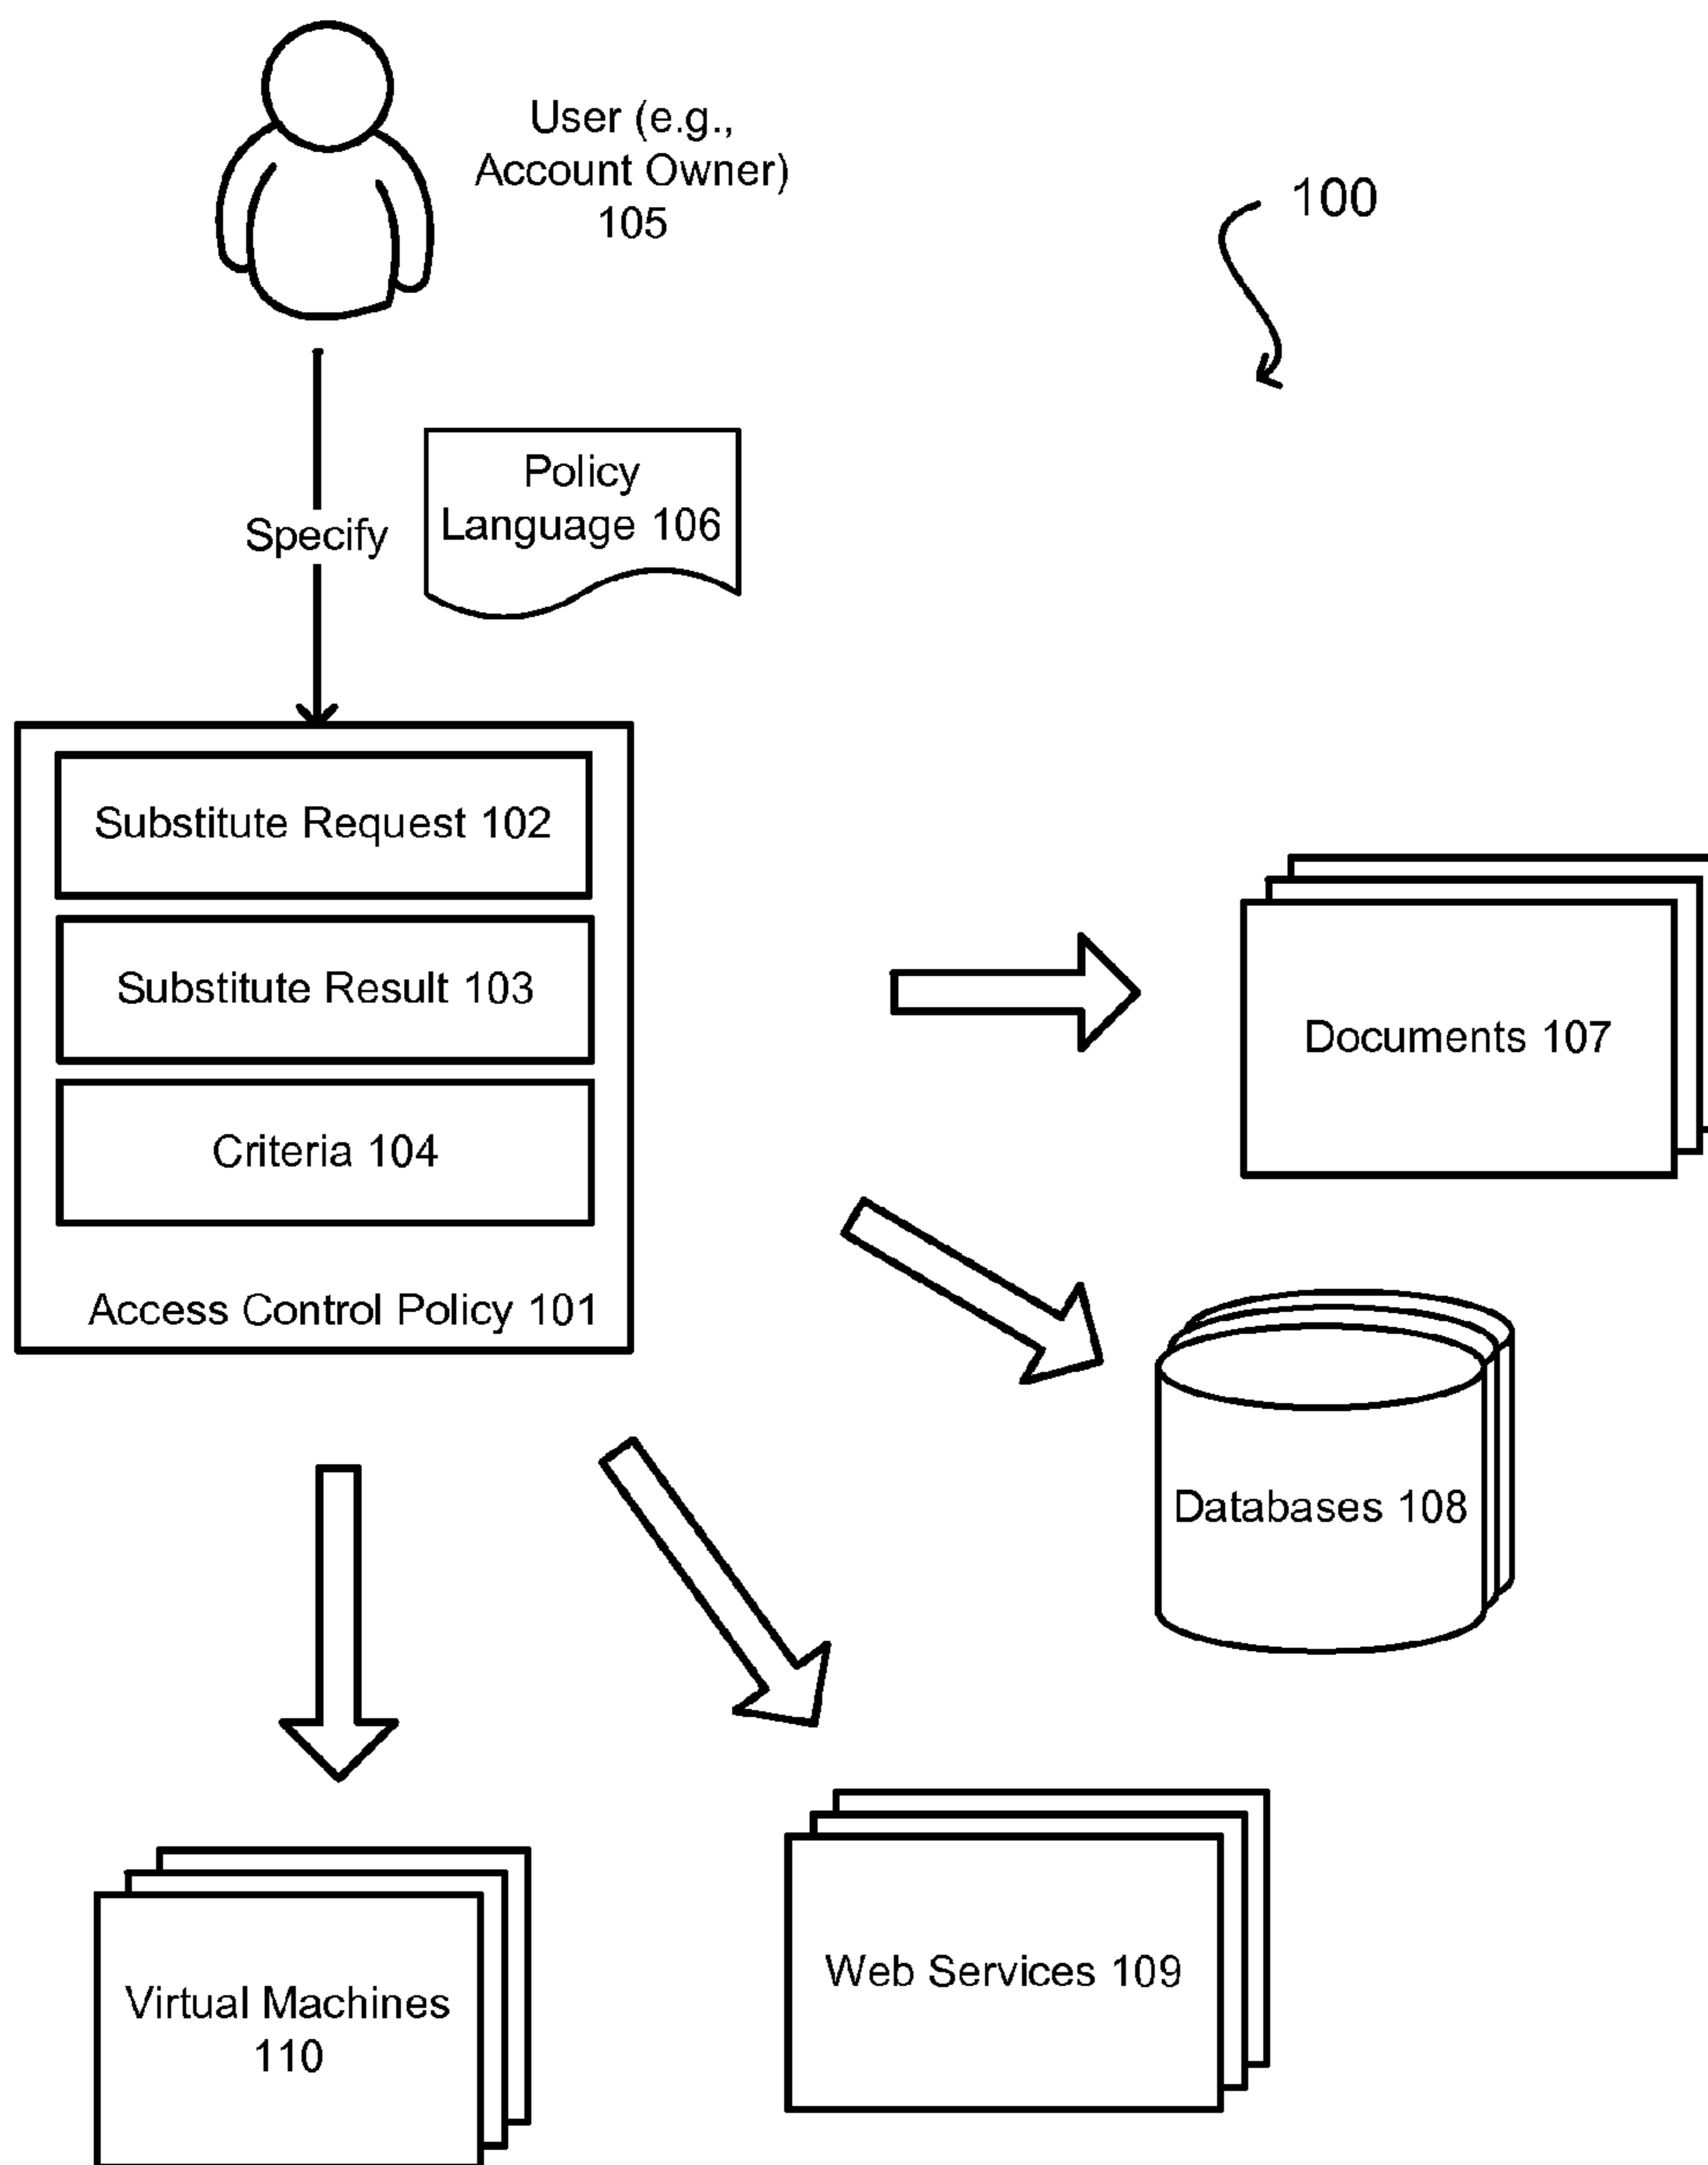 User (e.g.,
Account Owner)
105
100
Policy
Language 106
Specify
Substitute Request 102
Substitute Result 103
Criteria 104
Access Control Policy 101
Documents 107
Databases 108
Web Services 109
Virtual Machines
110